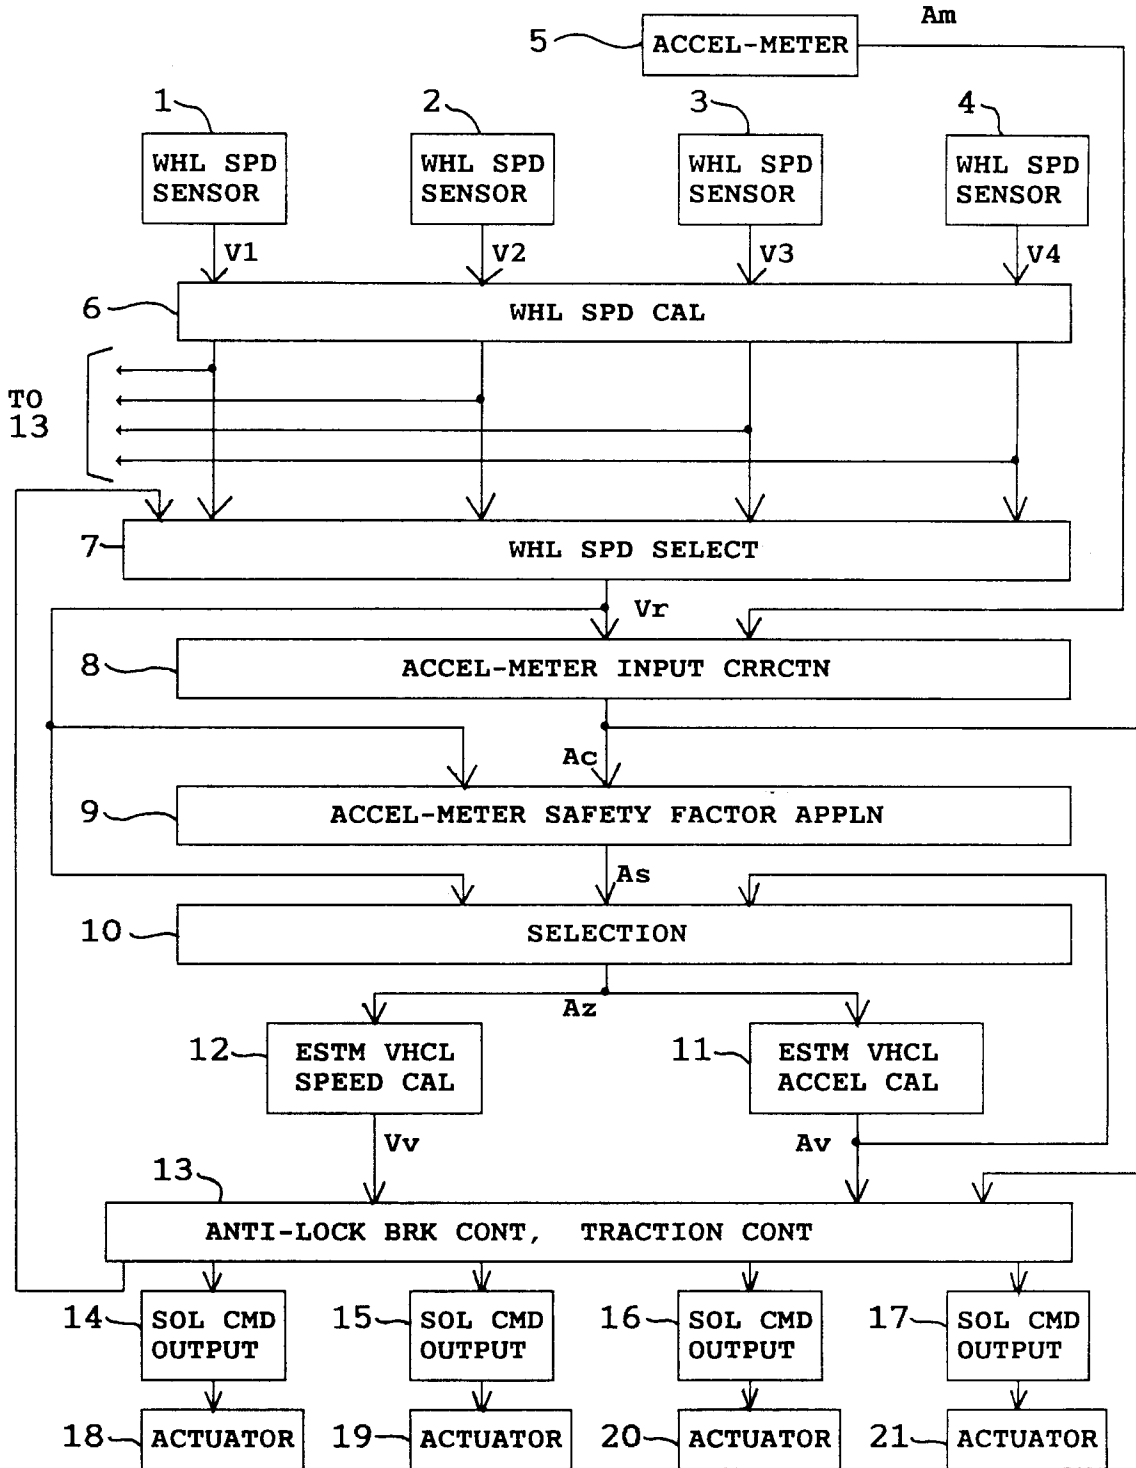 Am
5 ACCEL-METER
1 2 3 4
WHL SPD SENSOR
WHL SPD SENSOR
WHL SPD SENSOR
WHL SPD SENSOR
V1 V2 V3 V4
6 WHL SPD CAL
TO 13
7 WHL SPD SELECT
Vr
8 ACCEL-METER INPUT CRRCTN
Ac
9 ACCEL-METER SAFETY FACTOR APPLN
As
10 SELECTION
Az
12 ESTM VHCL SPEED CAL
11 ESTM VHCL ACCEL CAL
Vv Av
13
ANTI-LOCK BRK CONT, TRACTION CONT
14 SOL CMD OUTPUT
15 SOL CMD OUTPUT
16 SOL CMD OUTPUT
17 SOL CMD OUTPUT
18 ACTUATOR
19 ACTUATOR
20 ACTUATOR
21 ACTUATOR